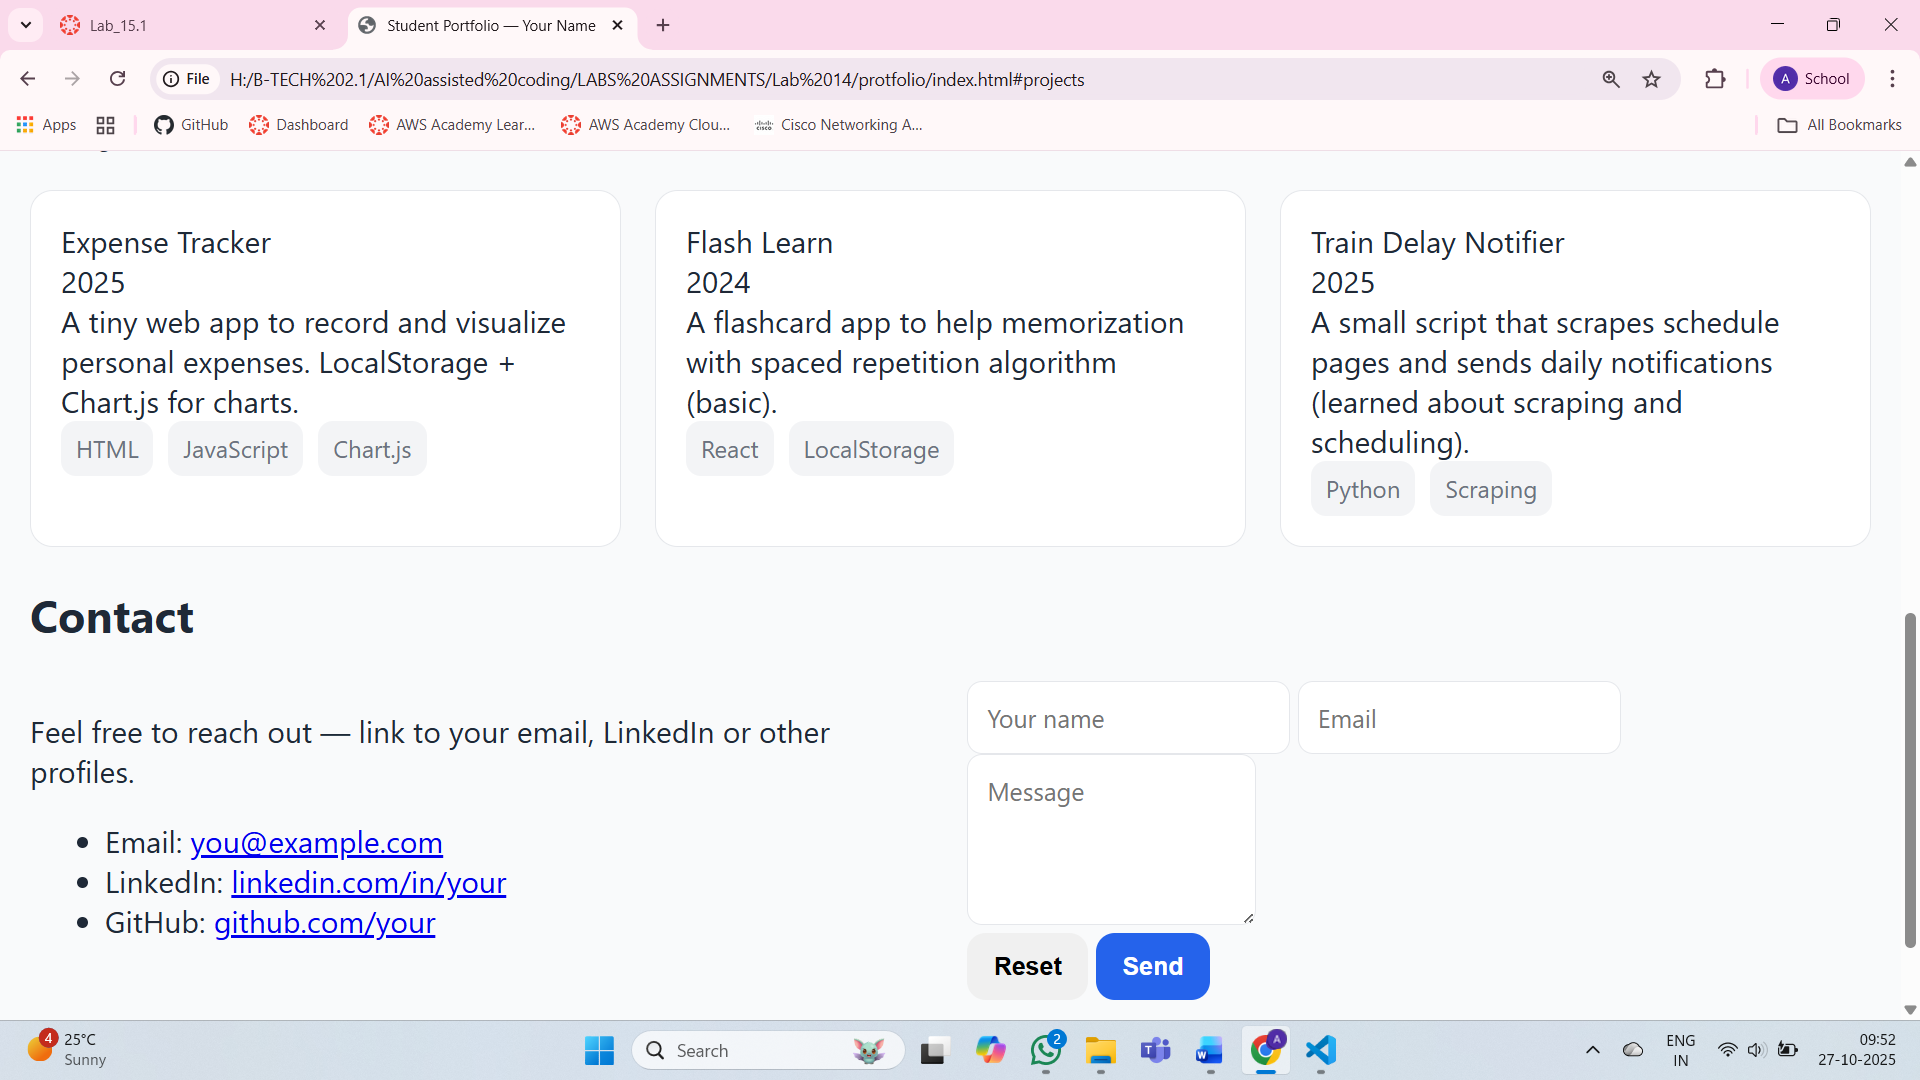 Lab_15.1
Student Portfolio — Your Name
File
H:/B-TECH%202.1/AI%20assisted%20coding/LABS%20ASSIGNMENTS/Lab%2014/protfolio/index.html#projects
A School
Apps
GitHub
Dashboard
AWS Academy Lear...
AWS Academy Clou...
Cisco Networking A...
All Bookmarks
Expense Tracker
2025
A tiny web app to record and visualize
personal expenses. LocalStorage +
Chart.js for charts.
HTML JavaScript Chart.js
Flash Learn
2024
A flashcard app to help memorization
with spaced repetition algorithm
(basic).
React LocalStorage
Train Delay Notifier
2025
A small script that scrapes schedule
pages and sends daily notifications
(learned about scraping and
scheduling).
Python Scraping
Contact
Feel free to reach out — link to your email, LinkedIn or other
profiles.
Email: you@example.com
LinkedIn: linkedin.com/in/your
GitHub: github.com/your
Your name
Email
Message
Reset
Send
4
25°C
Sunny
Search
2
A
ENG
IN
09:52
27-10-2025